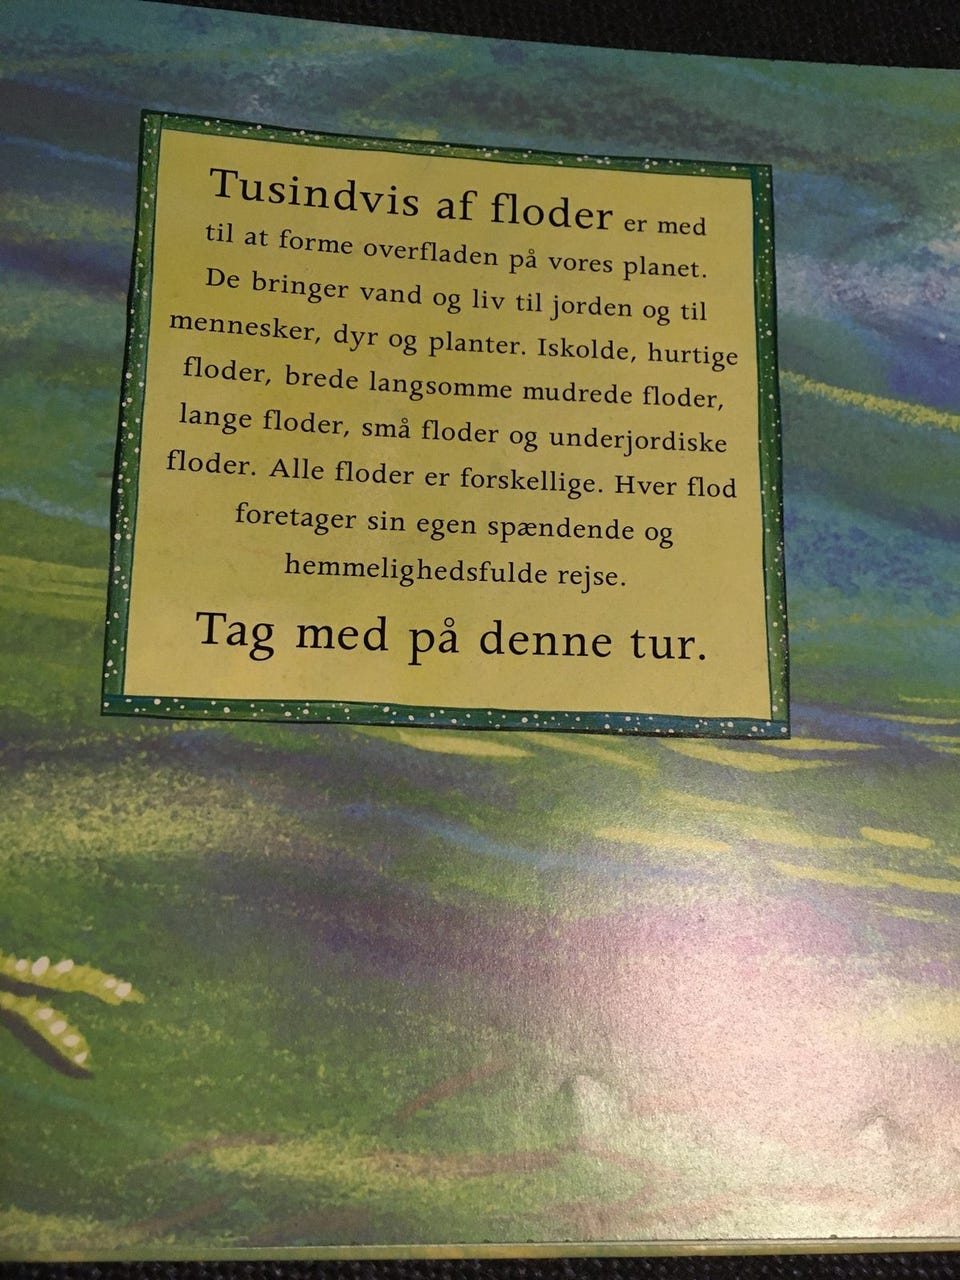 Tusindvis af floder er med
til at forme overfladen på vores planet.
De bringer vand og liv til jorden og til
mennesker, dyr og planter. Iskolde, hurtige
floder, brede langsomme mudrede floder,
lange floder, små floder og underjordiske
floder. Alle floder er forskellige. Hver flod
foretager sin egen spændende og
hemmelighedsfulde rejse.
Tag med på denne tur.